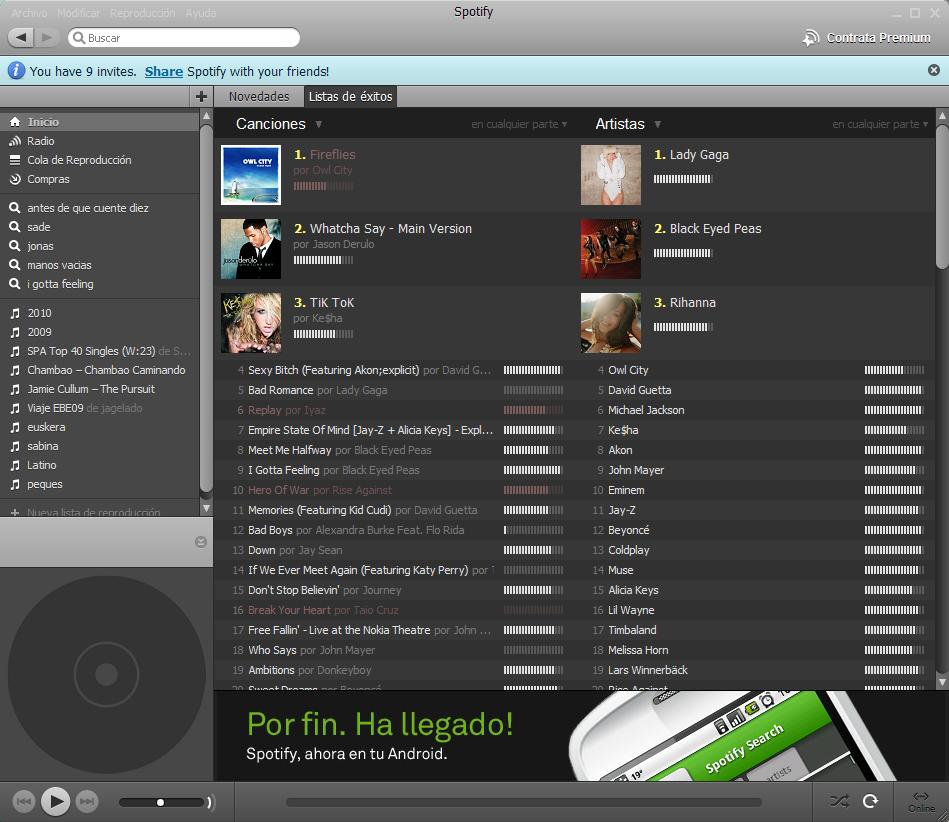 Spotify
Archivo Modificar Reproducción Ayuda
Buscar
Contrata Premium
You have 9 invites. Share Spotify with your friends!
Novedades
Listas de éxitos
Inicio
Radio
Cola de Reproducción
Compras
antes de que cuente diez
sade
jonas
manos vacias
i gotta feeling
2010
2009
SPA Top 40 Singles (W:23) de S...
Chambao – Chambao Caminando
Jamie Cullum – The Pursuit
Viaje EBE09 de jagelado
euskera
sabina
Latino
peques
Nueva lista de reproducción
Canciones
en cualquier parte
OWL CITY
1. Fireflies
por Owl City
jasonderülo
WHATCHA SAY
2. Whatcha Say - Main Version
por Jason Derulo
3. TiK ToK
por Ke$ha
4 Sexy Bitch (Featuring Akon;explicit) por David G...
5 Bad Romance por Lady Gaga
6 Replay por Iyaz
7 Empire State Of Mind [Jay-Z + Alicia Keys] - Expl...
8 Meet Me Halfway por Black Eyed Peas
9 I Gotta Feeling por Black Eyed Peas
10 Hero Of War por Rise Against
11 Memories (Featuring Kid Cudi) por David Guetta
12 Bad Boys por Alexandra Burke Feat. Flo Rida
13 Down por Jay Sean
14 If We Ever Meet Again (Featuring Katy Perry) por
15 Don't Stop Believin' por Journey
16 Break Your Heart por Taio Cruz
17 Free Fallin' - Live at the Nokia Theatre por John ...
18 Who Says por John Mayer
19 Ambitions por Donkeyboy
20 Sweet Dreams por Beyoncé
Artistas
en cualquier parte
1. Lady Gaga
2. Black Eyed Peas
3. Rihanna
4 Owl City
5 David Guetta
6 Michael Jackson
7 Ke$ha
8 Akon
9 John Mayer
10 Eminem
11 Jay-Z
12 Beyoncé
13 Coldplay
14 Muse
15 Alicia Keys
16 Lil Wayne
17 Timbaland
18 Melissa Horn
19 Lars Winnerbäck
20 Rise Against
Por fin. Ha llegado!
Spotify, ahora en tu Android.
19°
Spotify Search
artists
Online